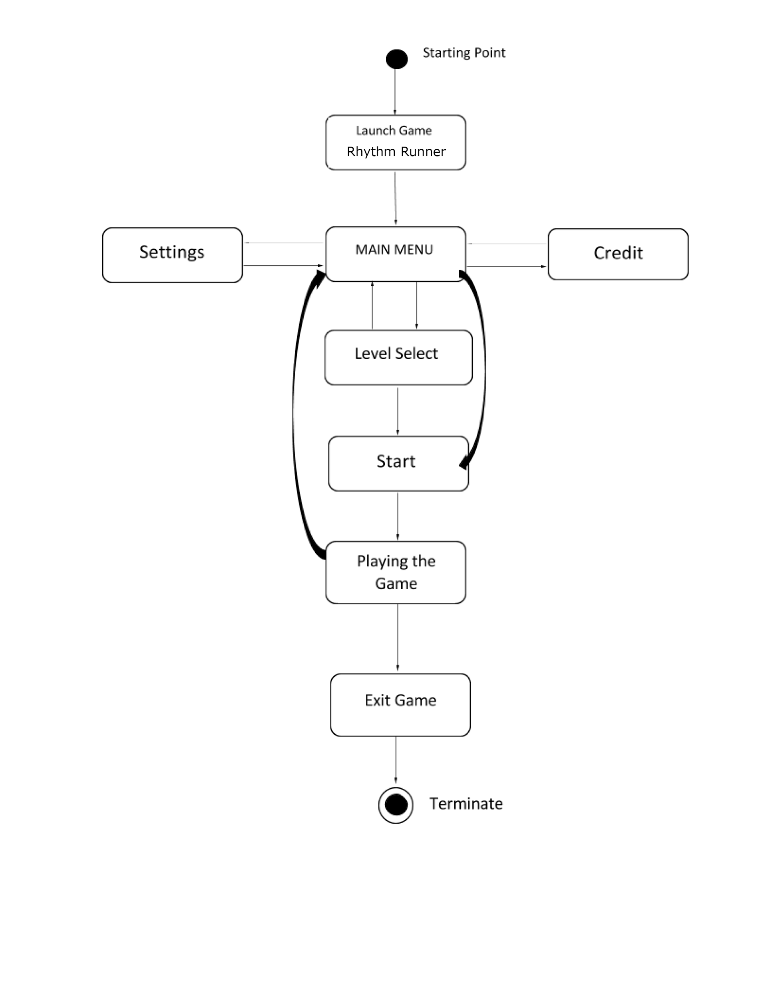 Starting Point
Launch Game
Rhythm Runner
Settings
MAIN MENU
Credit
Level Select
Start
Playing the
Game
Exit Game
Terminate